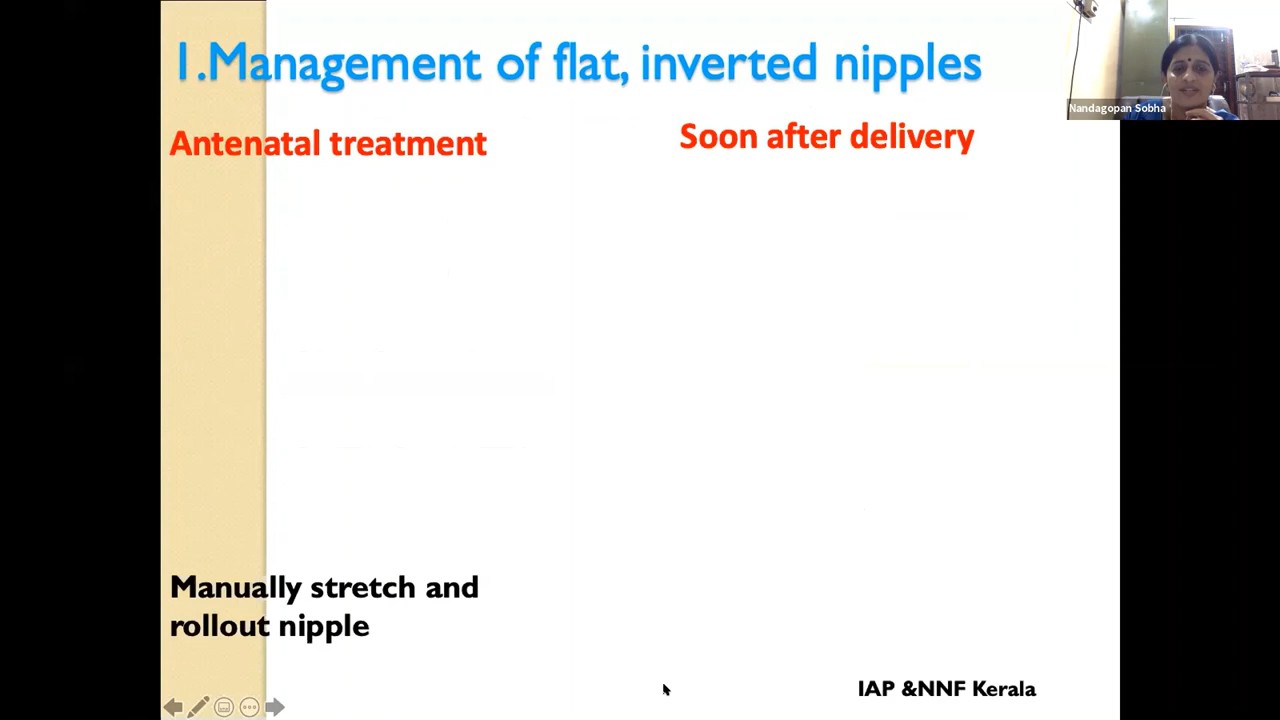 1.Management of flat, inverted nipples
Nandagopan Sobha
Antenatal treatment
Soon after delivery
Manually stretch and
rollout nipple
IAP &NNF Kerala